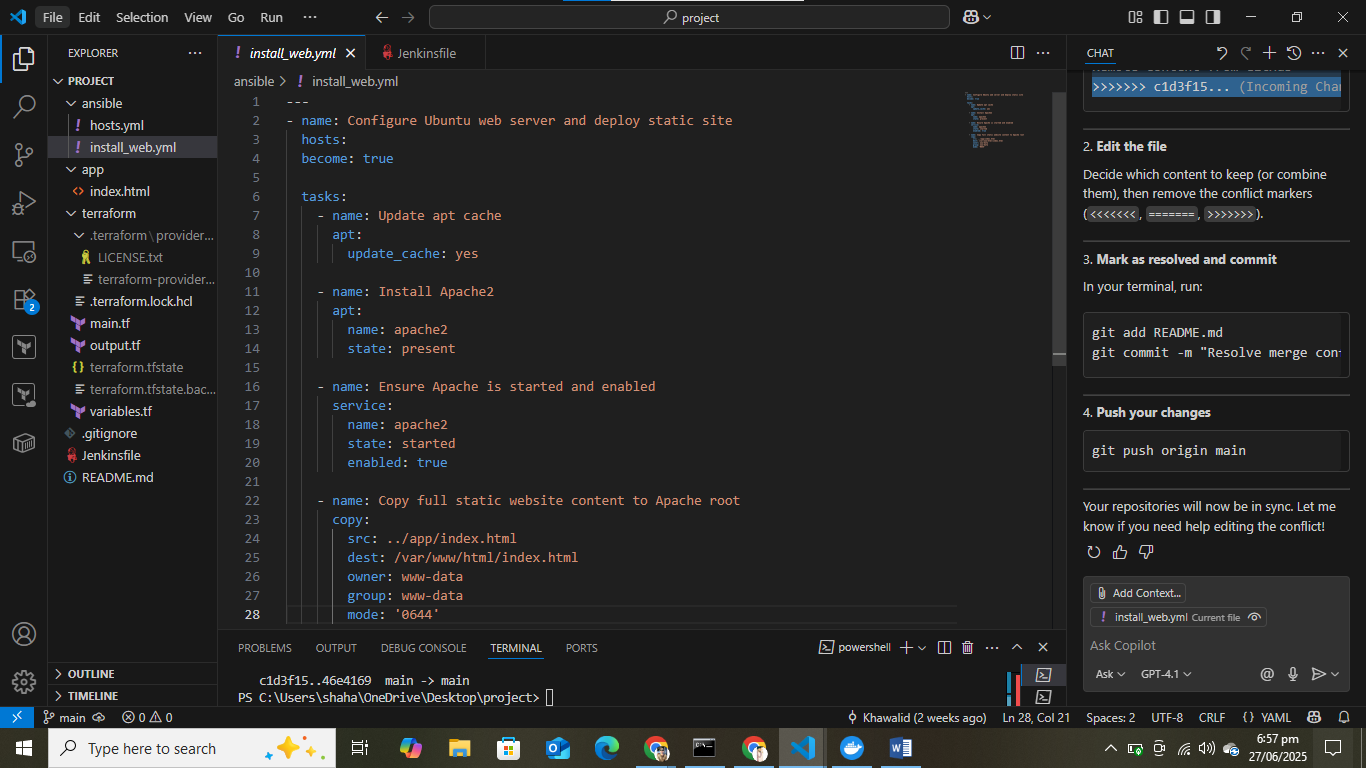 File Edit Selection View Go Run ··· project
EXPLORER ···
PROJECT
ansible
! hosts.yml
! install_web.yml
app
<> index.html
terraform
.terraform \ provider...
LICENSE.txt
terraform-provider...
.terraform.lock.hcl
main.tf
output.tf
{} terraform.tfstate
terraform.tfstate.bac...
variables.tf
.gitignore
Jenkinsfile
README.md
OUTLINE
TIMELINE
2
! install_web.yml Jenkinsfile ···
ansible > ! install_web.yml
1 ---
2 - name: Configure Ubuntu web server and deploy static site
3 hosts:
4 become: true
5
6 tasks:
7 - name: Update apt cache
8 apt:
9 update_cache: yes
10
11 - name: Install Apache2
12 apt:
13 name: apache2
14 state: present
15
16 - name: Ensure Apache is started and enabled
17 service:
18 name: apache2
19 state: started
20 enabled: true
21
22 - name: Copy full static website content to Apache root
23 copy:
24 src: ../app/index.html
25 dest: /var/www/html/index.html
26 owner: www-data
27 group: www-data
28 mode: '0644'
PROBLEMS OUTPUT DEBUG CONSOLE TERMINAL PORTS powershell ···
c1d3f15..46e4169 main -> main
PS C:\Users\shaha\OneDrive\Desktop\project>
CHAT ···
>>>>>>> c1d3f15... (Incoming Chan
2. Edit the file
Decide which content to keep (or combine
them), then remove the conflict markers
(<<<<<<<, =======, >>>>>>>).
3. Mark as resolved and commit
In your terminal, run:
git add README.md
git commit -m "Resolve merge con
4. Push your changes
git push origin main
Your repositories will now be in sync. Let me
know if you need help editing the conflict!
Add Context...
! install_web.yml Current file
Ask Copilot
Ask GPT-4.1 @
main 0 0 Khawalid (2 weeks ago) Ln 28, Col 21 Spaces: 2 UTF-8 CRLF {} YAML
Type here to search
6:57 pm
27/06/2025